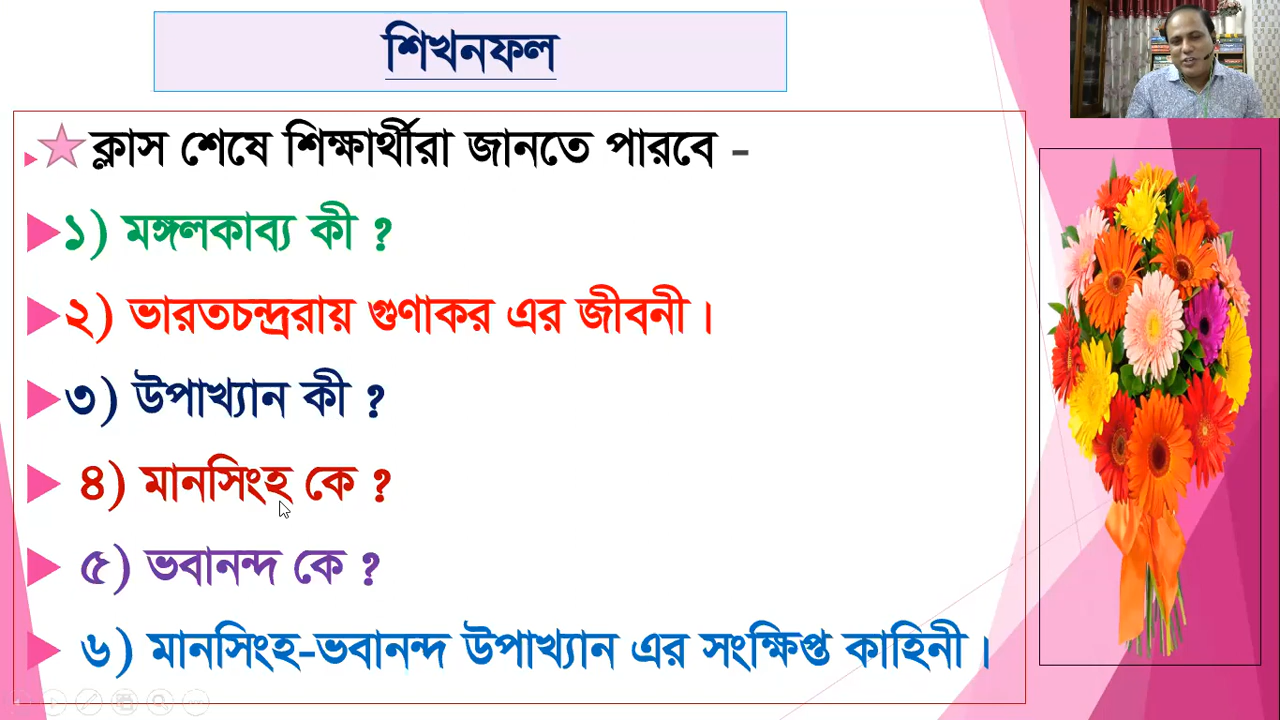 শিখনফল
ক্লাস শেষে শিক্ষার্থীরা জানতে পারবে -
১) মঙ্গলকাব্য কী ?
২) ভারতচন্দ্ররায় গুণাকর এর জীবনী।
৩) উপাখ্যান কী ?
৪) মানসিংহ কে ?
৫) ভবানন্দ কে ?
৬) মানসিংহ-ভবানন্দ উপাখ্যান এর সংক্ষিপ্ত কাহিনী।